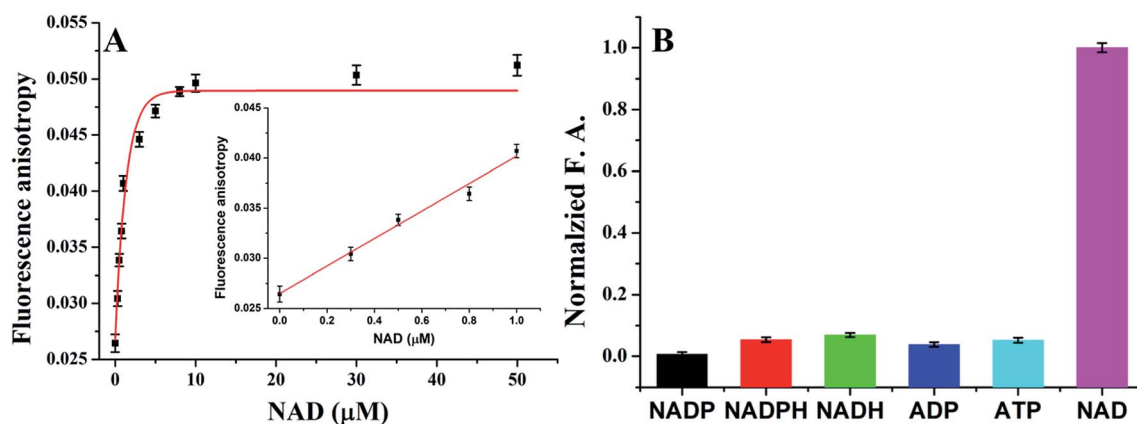 A
Fluorescence anisotropy
0.055
0.050
0.045
0.040
0.035
0.030
0.025
0 10 20 30 40 50
NAD (μM)
Fluorescence anisotropy
0.045
0.040
0.035
0.030
0.025
0.0 0.2 0.4 0.6 0.8 1.0
NAD (μM)
B
Normalzied F. A.
1.0
0.8
0.6
0.4
0.2
0.0
NADP NADPH NADH ADP ATP NAD